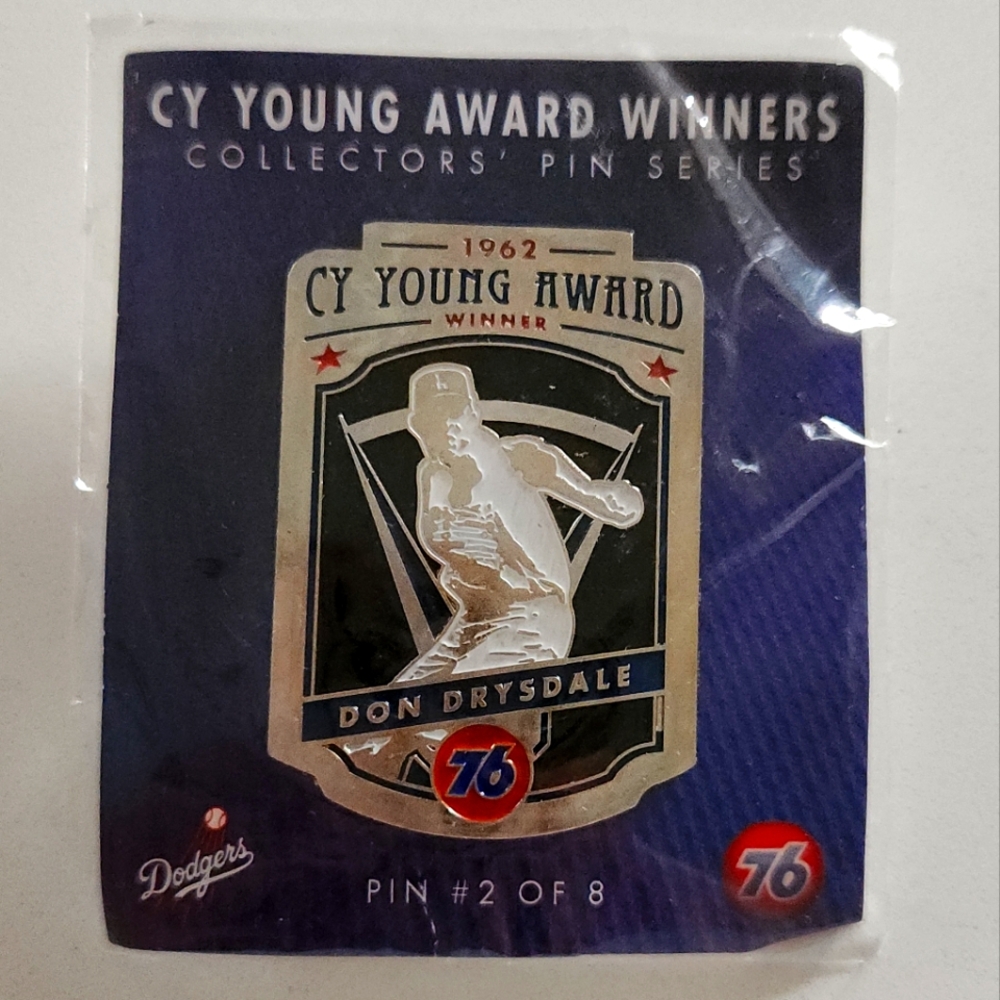 CY YOUNG AWARD WINNERS
COLLECTORS' PIN SERIES
1962
CY YOUNG AWARD
WINNER
DON DRYSDALE
76
Dodgers
PIN #2 OF 8
76